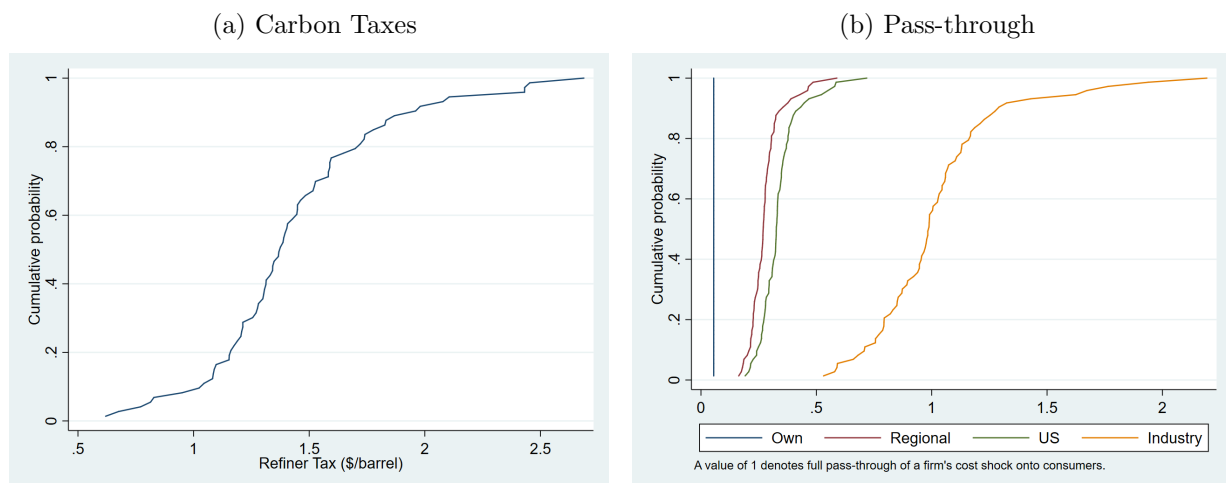 (a) Carbon Taxes
Cumulative probability
1
.8
.6
.4
.2
0
.5 1 1.5 2 2.5
Refiner Tax ($/barrel)
(b) Pass-through
Cumulative probability
1
.8
.6
.4
.2
0
0 .5 1 1.5 2
Own Regional US Industry
A value of 1 denotes full pass-through of a firm's cost shock onto consumers.